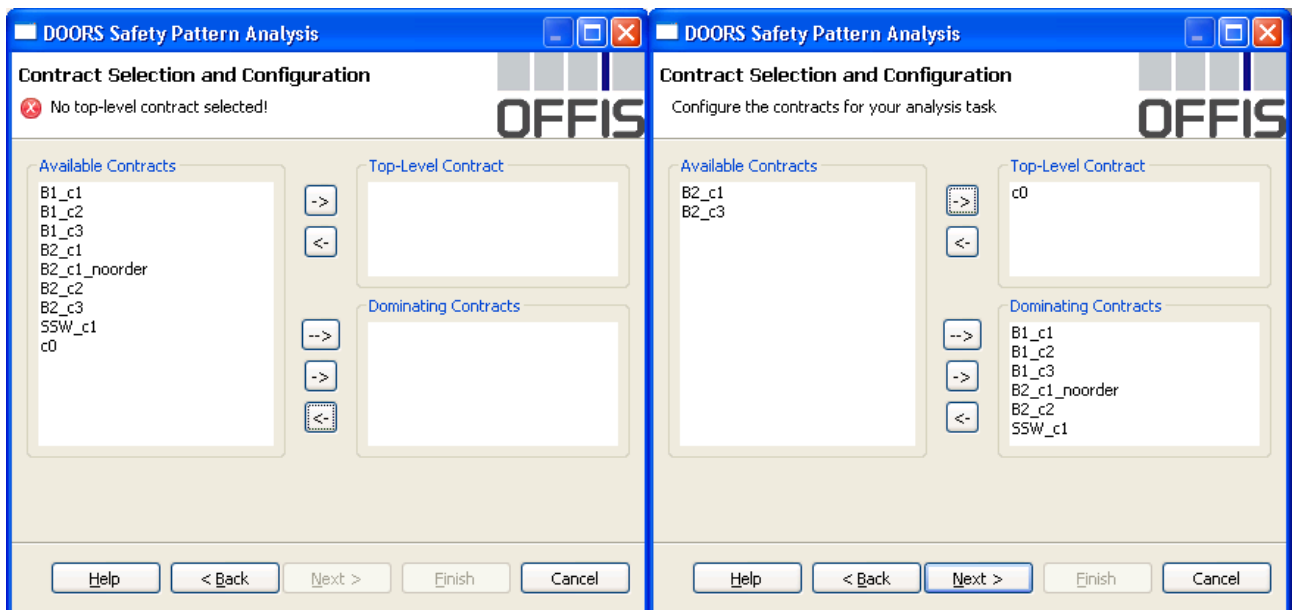 DOORS Safety Pattern Analysis
Contract Selection and Configuration
No top-level contract selected!
OFFIS
Available Contracts
B1_c1
B1_c2
B1_c3
B2_c1
B2_c1_noorder
B2_c2
B2_c3
SSW_c1
c0
->
<-
Top-Level Contract
-->
->
<-
Dominating Contracts
Help
< Back
Next >
Finish
Cancel
DOORS Safety Pattern Analysis
Contract Selection and Configuration
Configure the contracts for your analysis task
OFFIS
Available Contracts
B2_c1
B2_c3
->
<-
Top-Level Contract
c0
-->
->
<-
Dominating Contracts
B1_c1
B1_c2
B1_c3
B2_c1_noorder
B2_c2
SSW_c1
Help
< Back
Next >
Finish
Cancel